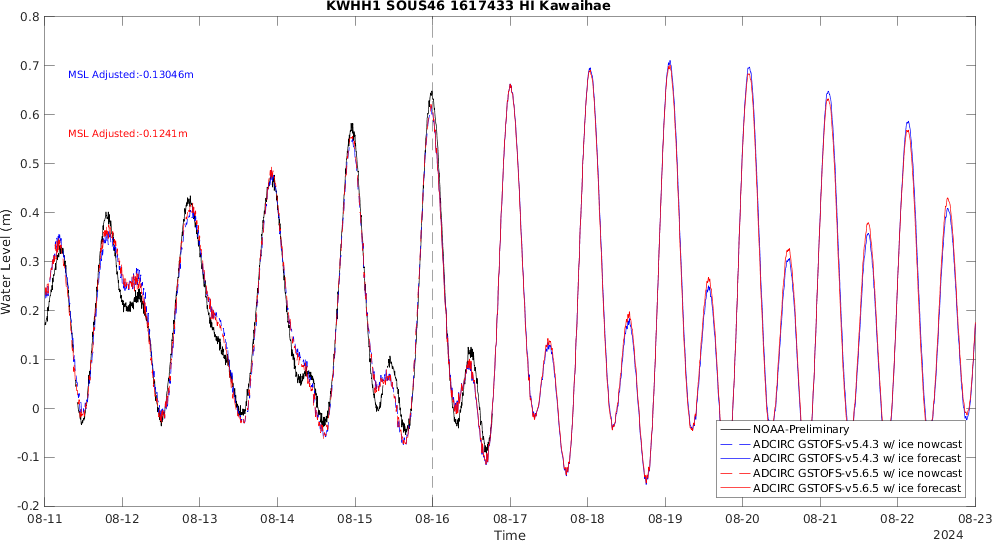 KWHH1 SOUS46 1617433 HI Kawaihae
0.8
0.7
0.6
0.5
0.4
0.3
0.2
0.1
0
-0.1
-0.2
Water Level (m)
MSL Adjusted:-0.13046m
MSL Adjusted:-0.1241m
NOAA-Preliminary
ADCIRC GSTOFS-v5.4.3 w/ ice nowcast
ADCIRC GSTOFS-v5.4.3 w/ ice forecast
ADCIRC GSTOFS-v5.6.5 w/ ice nowcast
ADCIRC GSTOFS-v5.6.5 w/ ice forecast
08-11 08-12 08-13 08-14 08-15 08-16 08-17 08-18 08-19 08-20 08-21 08-22 08-23
Time
2024